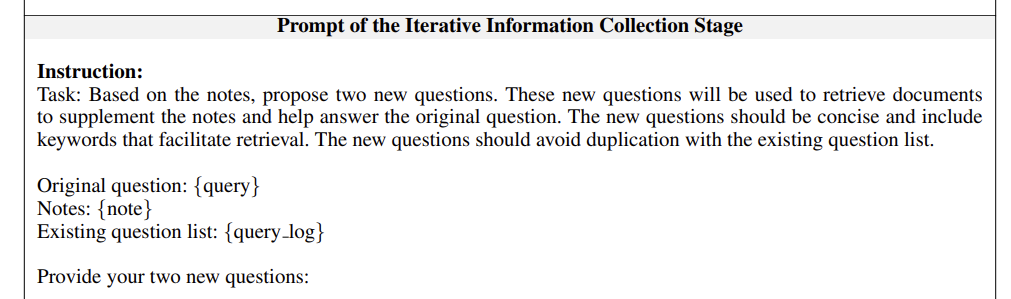 Prompt of the Iterative Information Collection Stage
Instruction:
Task: Based on the notes, propose two new questions. These new questions will be used to retrieve documents
to supplement the notes and help answer the original question. The new questions should be concise and include
keywords that facilitate retrieval. The new questions should avoid duplication with the existing question list.
Original question: {query}
Notes: {note}
Existing question list: {query_log}
Provide your two new questions: